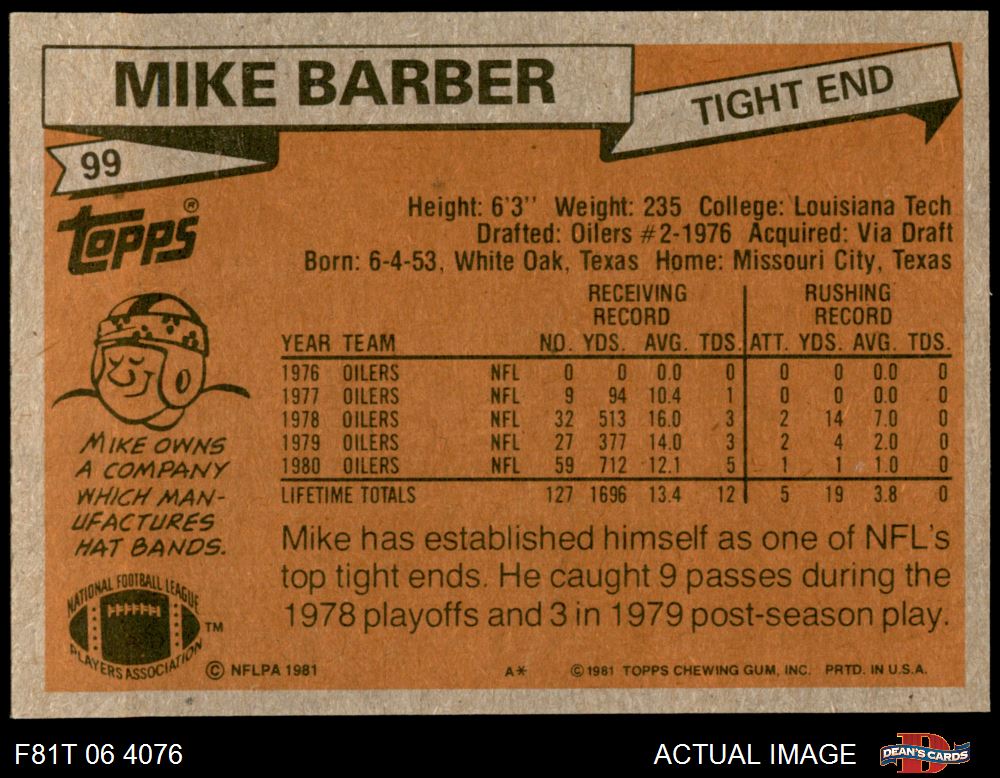 MIKE BARBER
TIGHT END
99
TOPPS®
Height: 6'3'' Weight: 235 College: Louisiana Tech
Drafted: Oilers #2-1976 Acquired: Via Draft
Born: 6-4-53, White Oak, Texas Home: Missouri City, Texas
RECEIVING RECORD RUSHING RECORD
YEAR TEAM NO. YDS. AVG. TDS. ATT. YDS. AVG. TDS.
1976 OILERS NFL 0 0 0.0 0 0 0 0.0 0
1977 OILERS NFL 9 94 10.4 1 0 0 0.0 0
1978 OILERS NFL 32 513 16.0 3 2 14 7.0 0
1979 OILERS NFL 27 377 14.0 3 2 4 2.0 0
1980 OILERS NFL 59 712 12.1 5 1 1 1.0 0
LIFETIME TOTALS 127 1696 13.4 12 5 19 3.8 0
MIKE OWNS
A COMPANY
WHICH MAN-
UFACTURES
HAT BANDS.
Mike has established himself as one of NFL's
top tight ends. He caught 9 passes during the
1978 playoffs and 3 in 1979 post-season play.
NATIONAL FOOTBALL LEAGUE
PLAYERS ASSOCIATION
TM
© NFLPA 1981
A*
© 1981 TOPPS CHEWING GUM, INC. PRTD. IN U.S.A.
F81T 06 4076
ACTUAL IMAGE
D
DEAN'S CARDS